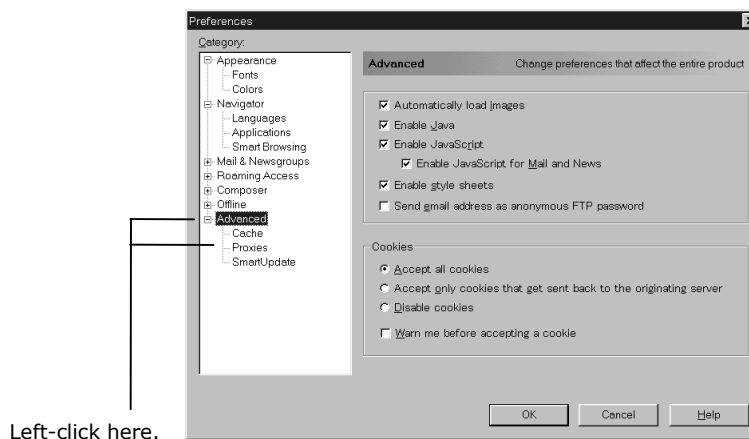 Preferences
Category:
Appearance
Fonts
Colors
Navigator
Languages
Applications
Smart Browsing
Mail & Newsgroups
Roaming Access
Composer
Offline
Advanced
Cache
Proxies
SmartUpdate
Advanced Change preferences that affect the entire product
Automatically load images
Enable Java
Enable JavaScript
Enable JavaScript for Mail and News
Enable style sheets
Send email address as anonymous FTP password
Cookies
Accept all cookies
Accept only cookies that get sent back to the originating server
Disable cookies
Warn me before accepting a cookie
OK Cancel Help
Left-click here.